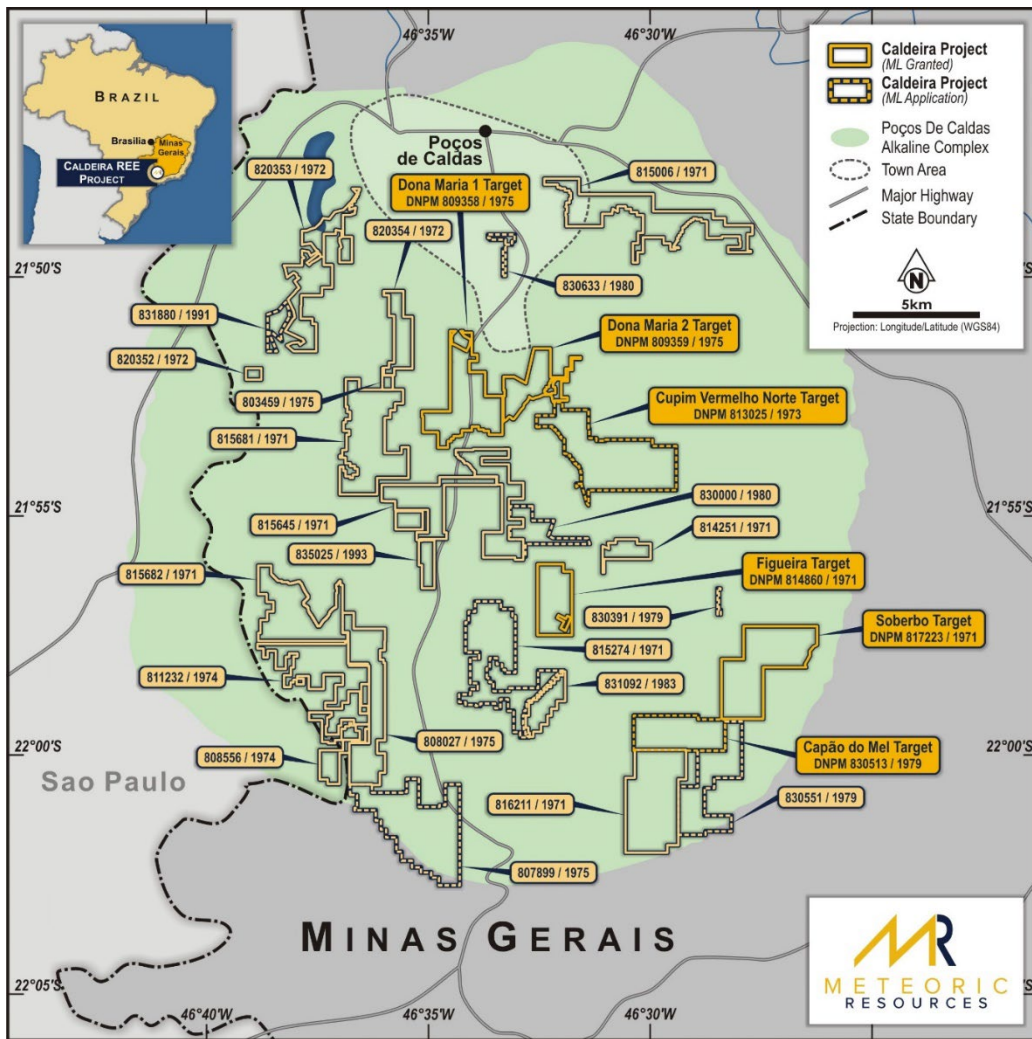 46°35'W
46°30'W
BRAZIL
Brasilia
Minas
Gerais
CALDEIRA REE
PROJECT
Caldeira Project
(ML Granted)
Caldeira Project
(ML Application)
Poços De Caldas
Alkaline Complex
Town Area
Major Highway
State Boundary
N
5km
Projection: Longitude/Latitude (WGS84)
Poços
de Caldas
820353 / 1972
Dona Maria 1 Target
DNPM 809358 / 1975
815006 / 1971
820354 / 1972
21°50'S
830633 / 1980
831880 / 1991
Dona Maria 2 Target
DNPM 809359 / 1975
820352 / 1972
803459 / 1975
Cupim Vermelho Norte Target
DNPM 813025 / 1973
815681 / 1971
830000 / 1980
21°55'S
21°55'S
815645 / 1971
814251 / 1971
835025 / 1993
Figueira Target
DNPM 814860 / 1971
815682 / 1971
830391 / 1979
Soberbo Target
DNPM 817223 / 1971
815274 / 1971
811232 / 1974
831092 / 1983
808027 / 1975
22°00'S
22°00'S
808556 / 1974
Capão do Mel Target
DNPM 830513 / 1979
Sao Paulo
816211 / 1971
830551 / 1979
807899 / 1975
MINAS GERAIS
METEORIC
RESOURCES
22°05'S
46°40'W
46°35'W
46°30'W